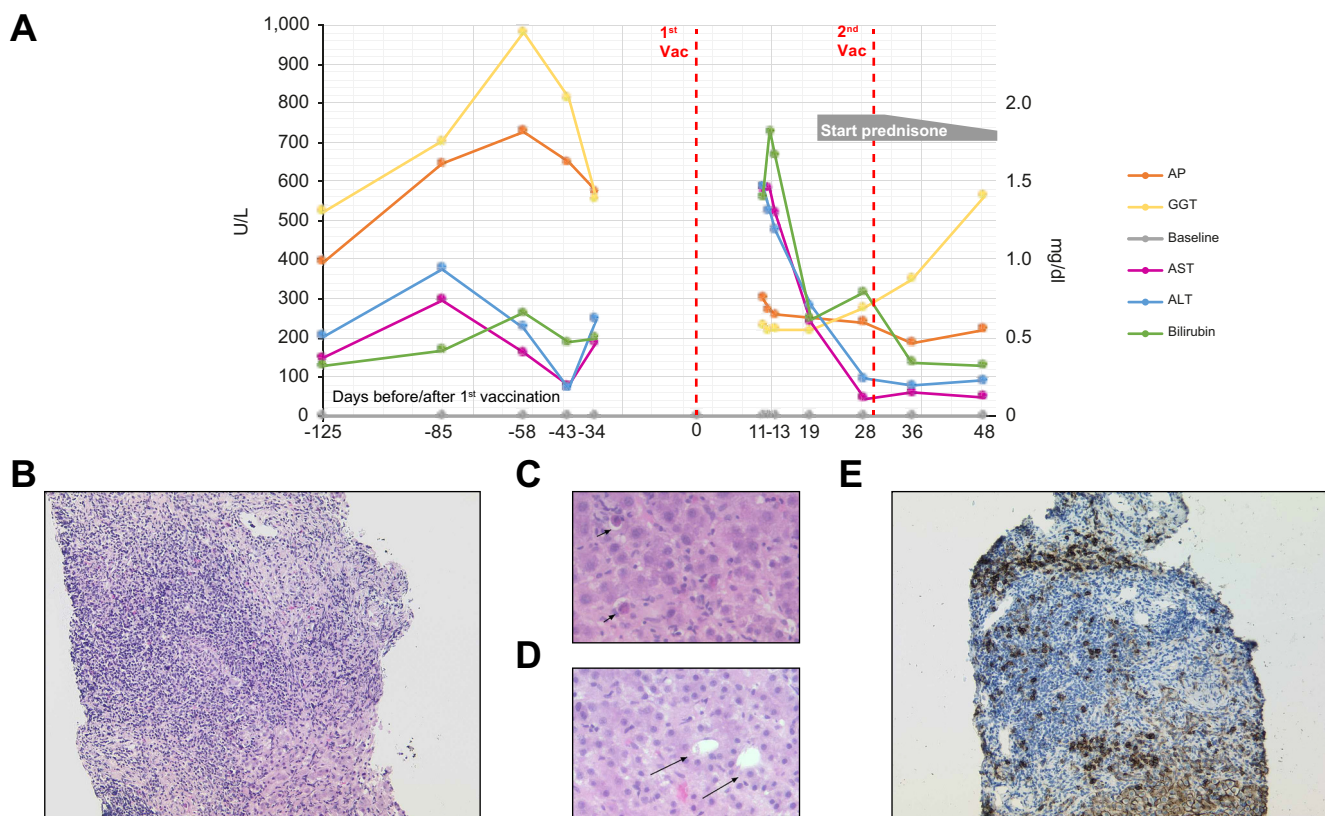 A
1,000
900
800
700
600
500
400
300
200
100
0
U/L
1st
Vac
2nd
Vac
Start prednisone
2.0
1.5
1.0
0.5
0
mg/dl
Days before/after 1st vaccination
-125
-85
-58
-43
-34
0
11-13
19
28
36
48
AP
GGT
Baseline
AST
ALT
Bilirubin
B
C
D
E